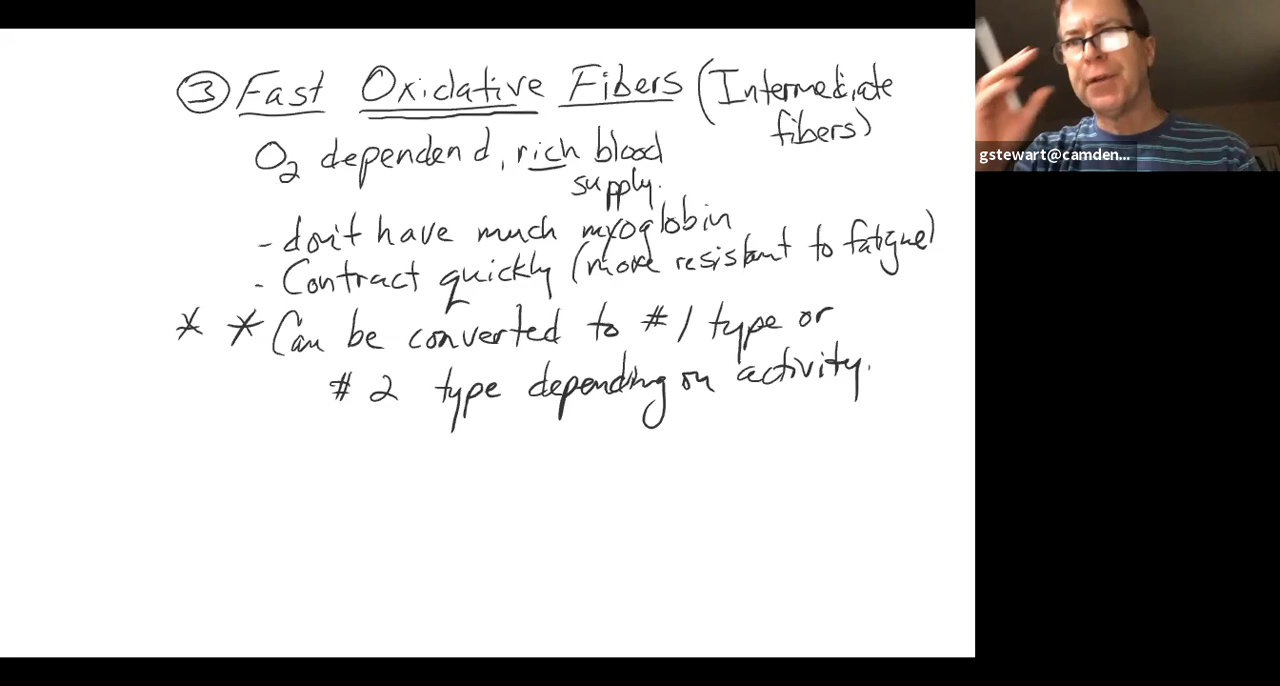 ③ Fast Oxidative Fibers (Intermediate
fibers)
O₂ dependend, rich blood
supply.
- don't have much myoglobin
- Contract quickly (more resistant to fatigue)
* * Can be converted to #1 type or
# 2 type depending on activity.
gstewart@camden...